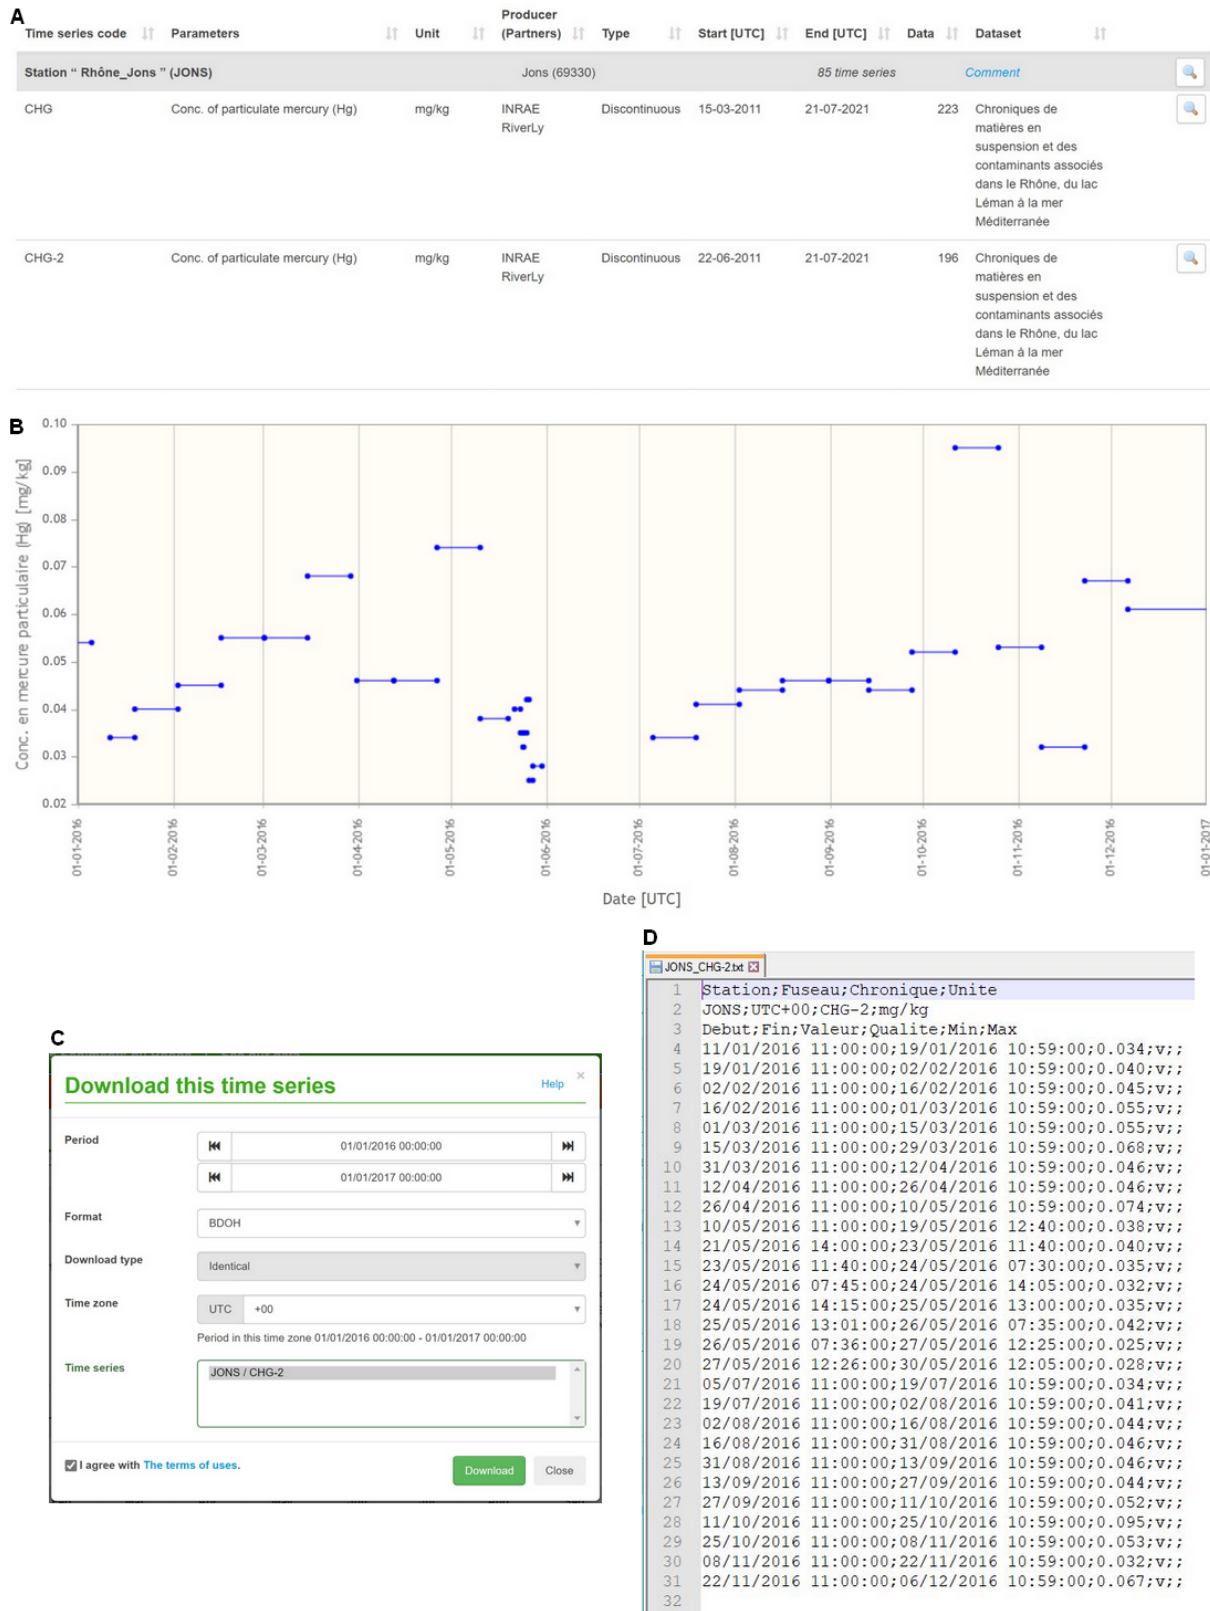 A
Time series code Parameters Unit Producer (Partners) Type Start [UTC] End [UTC] Data Dataset
Station “ Rhône_Jons ” (JONS) Jons (69330) 85 time series Comment
CHG Conc. of particulate mercury (Hg) mg/kg INRAE Discontinuous 15-03-2011 21-07-2021 223 Chroniques de
RiverLy matières en
suspension et des
contaminants associés
dans le Rhône, du lac
Léman à la mer
Méditerranée
CHG-2 Conc. of particulate mercury (Hg) mg/kg INRAE Discontinuous 22-06-2011 21-07-2021 196 Chroniques de
RiverLy matières en
suspension et des
contaminants associés
dans le Rhône, du lac
Léman à la mer
Méditerranée
B
Conc. en mercure particulaire (Hg) [mg/kg]
0.10
0.09
0.08
0.07
0.06
0.05
0.04
0.03
0.02
01-01-2016 01-02-2016 01-03-2016 01-04-2016 01-05-2016 01-06-2016 01-07-2016 01-08-2016 01-09-2016 01-10-2016 01-11-2016 01-12-2016 01-01-2017
Date [UTC]
C
Download this time series Help ×
Period 01/01/2016 00:00:00
01/01/2017 00:00:00
Format BDOH
Download type Identical
Time zone UTC +00
Period in this time zone 01/01/2016 00:00:00 - 01/01/2017 00:00:00
Time series JONS / CHG-2
I agree with The terms of uses.
Download Close
D
JONS_CHG-2.txt
1 Station;Fuseau;Chronique;Unite
2 JONS;UTC+00;CHG-2;mg/kg
3 Debut;Fin;Valeur;Qualite;Min;Max
4 11/01/2016 11:00:00;19/01/2016 10:59:00;0.034;v;;
5 19/01/2016 11:00:00;02/02/2016 10:59:00;0.040;v;;
6 02/02/2016 11:00:00;16/02/2016 10:59:00;0.045;v;;
7 16/02/2016 11:00:00;01/03/2016 10:59:00;0.055;v;;
8 01/03/2016 11:00:00;15/03/2016 10:59:00;0.055;v;;
9 15/03/2016 11:00:00;29/03/2016 10:59:00;0.068;v;;
10 31/03/2016 11:00:00;12/04/2016 10:59:00;0.046;v;;
11 12/04/2016 11:00:00;26/04/2016 10:59:00;0.046;v;;
12 26/04/2016 11:00:00;10/05/2016 10:59:00;0.074;v;;
13 10/05/2016 11:00:00;19/05/2016 12:40:00;0.038;v;;
14 21/05/2016 14:00:00;23/05/2016 11:40:00;0.040;v;;
15 23/05/2016 11:40:00;24/05/2016 07:30:00;0.035;v;;
16 24/05/2016 07:45:00;24/05/2016 14:05:00;0.032;v;;
17 24/05/2016 14:15:00;25/05/2016 13:00:00;0.035;v;;
18 25/05/2016 13:01:00;26/05/2016 07:35:00;0.042;v;;
19 26/05/2016 07:36:00;27/05/2016 12:25:00;0.025;v;;
20 27/05/2016 12:26:00;30/05/2016 12:05:00;0.028;v;;
21 05/07/2016 11:00:00;19/07/2016 10:59:00;0.034;v;;
22 19/07/2016 11:00:00;02/08/2016 10:59:00;0.041;v;;
23 02/08/2016 11:00:00;16/08/2016 10:59:00;0.044;v;;
24 16/08/2016 11:00:00;31/08/2016 10:59:00;0.046;v;;
25 31/08/2016 11:00:00;13/09/2016 10:59:00;0.046;v;;
26 13/09/2016 11:00:00;27/09/2016 10:59:00;0.044;v;;
27 27/09/2016 11:00:00;11/10/2016 10:59:00;0.052;v;;
28 11/10/2016 11:00:00;25/10/2016 10:59:00;0.095;v;;
29 25/10/2016 11:00:00;08/11/2016 10:59:00;0.053;v;;
30 08/11/2016 11:00:00;22/11/2016 10:59:00;0.032;v;;
31 22/11/2016 11:00:00;06/12/2016 10:59:00;0.067;v;;
32